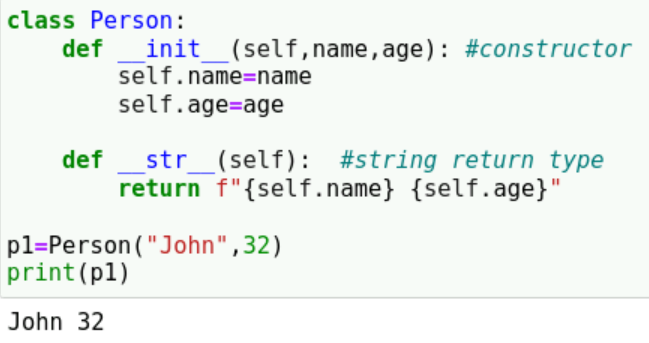 class Person:
    def __init__(self,name,age): #constructor
        self.name=name
        self.age=age

    def __str__(self):  #string return type
        return f"{self.name} {self.age}"

p1=Person("John",32)
print(p1)
John 32